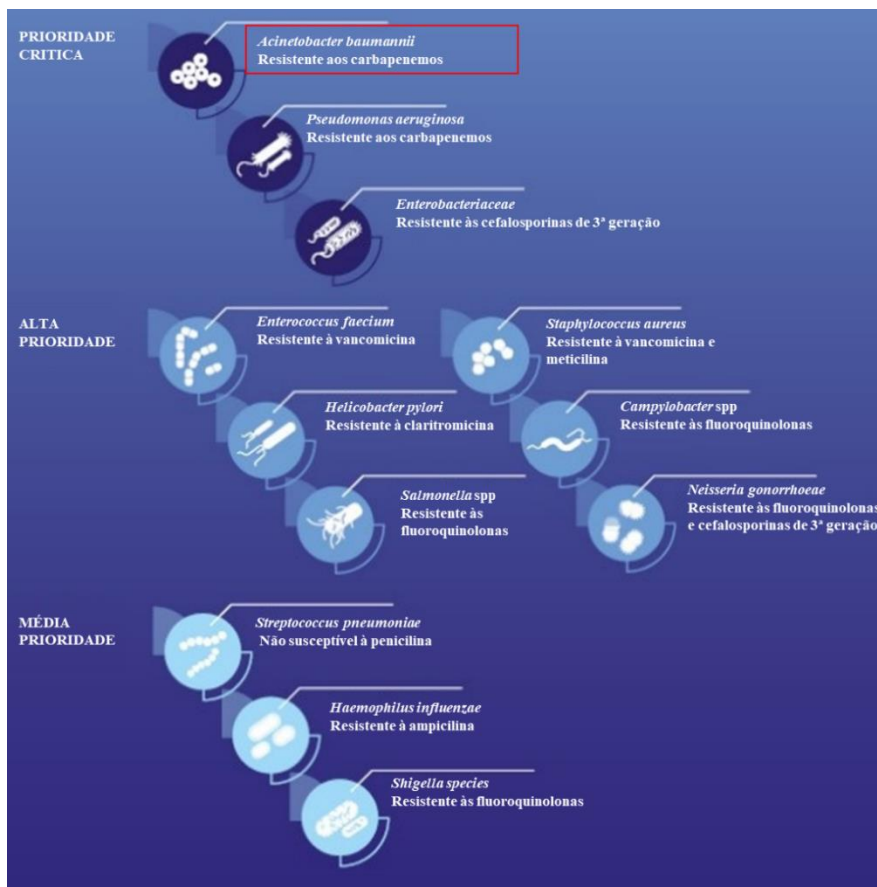 PRIORIDADE
CRITICA
Acinetobacter baumannii
Resistente aos carbapenemos
Pseudomonas aeruginosa
Resistente aos carbapenemos
Enterobacteriaceae
Resistente às cefalosporinas de 3ª geração
ALTA
PRIORIDADE
Enterococcus faecium
Resistente à vancomicina
Staphylococcus aureus
Resistente à vancomicina e
meticilina
Helicobacter pylori
Resistente à claritromicina
Campylobacter spp
Resistente às fluoroquinolonas
Salmonella spp
Resistente às
fluoroquinolonas
Neisseria gonorrhoeae
Resistente às fluoroquinolonas
e cefalosporinas de 3ª geração
MÉDIA
PRIORIDADE
Streptococcus pneumoniae
Não susceptível à penicilina
Haemophilus influenzae
Resistente à ampicilina
Shigella species
Resistente às fluoroquinolonas